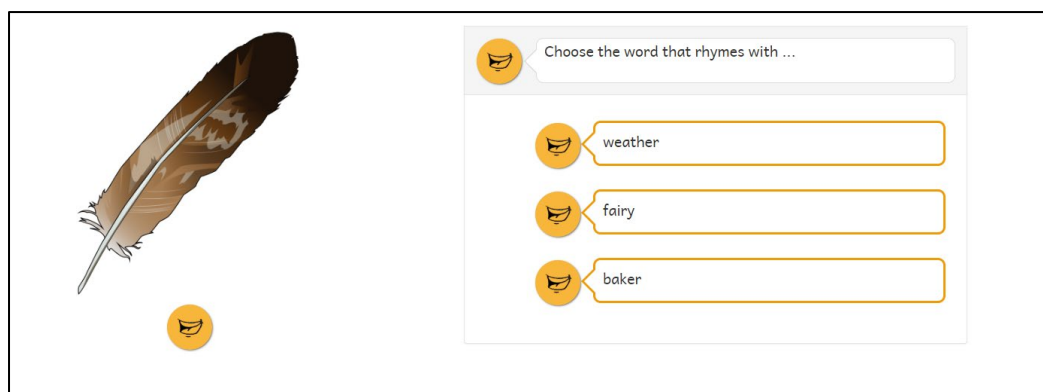 Choose the word that rhymes with ...
weather
fairy
baker